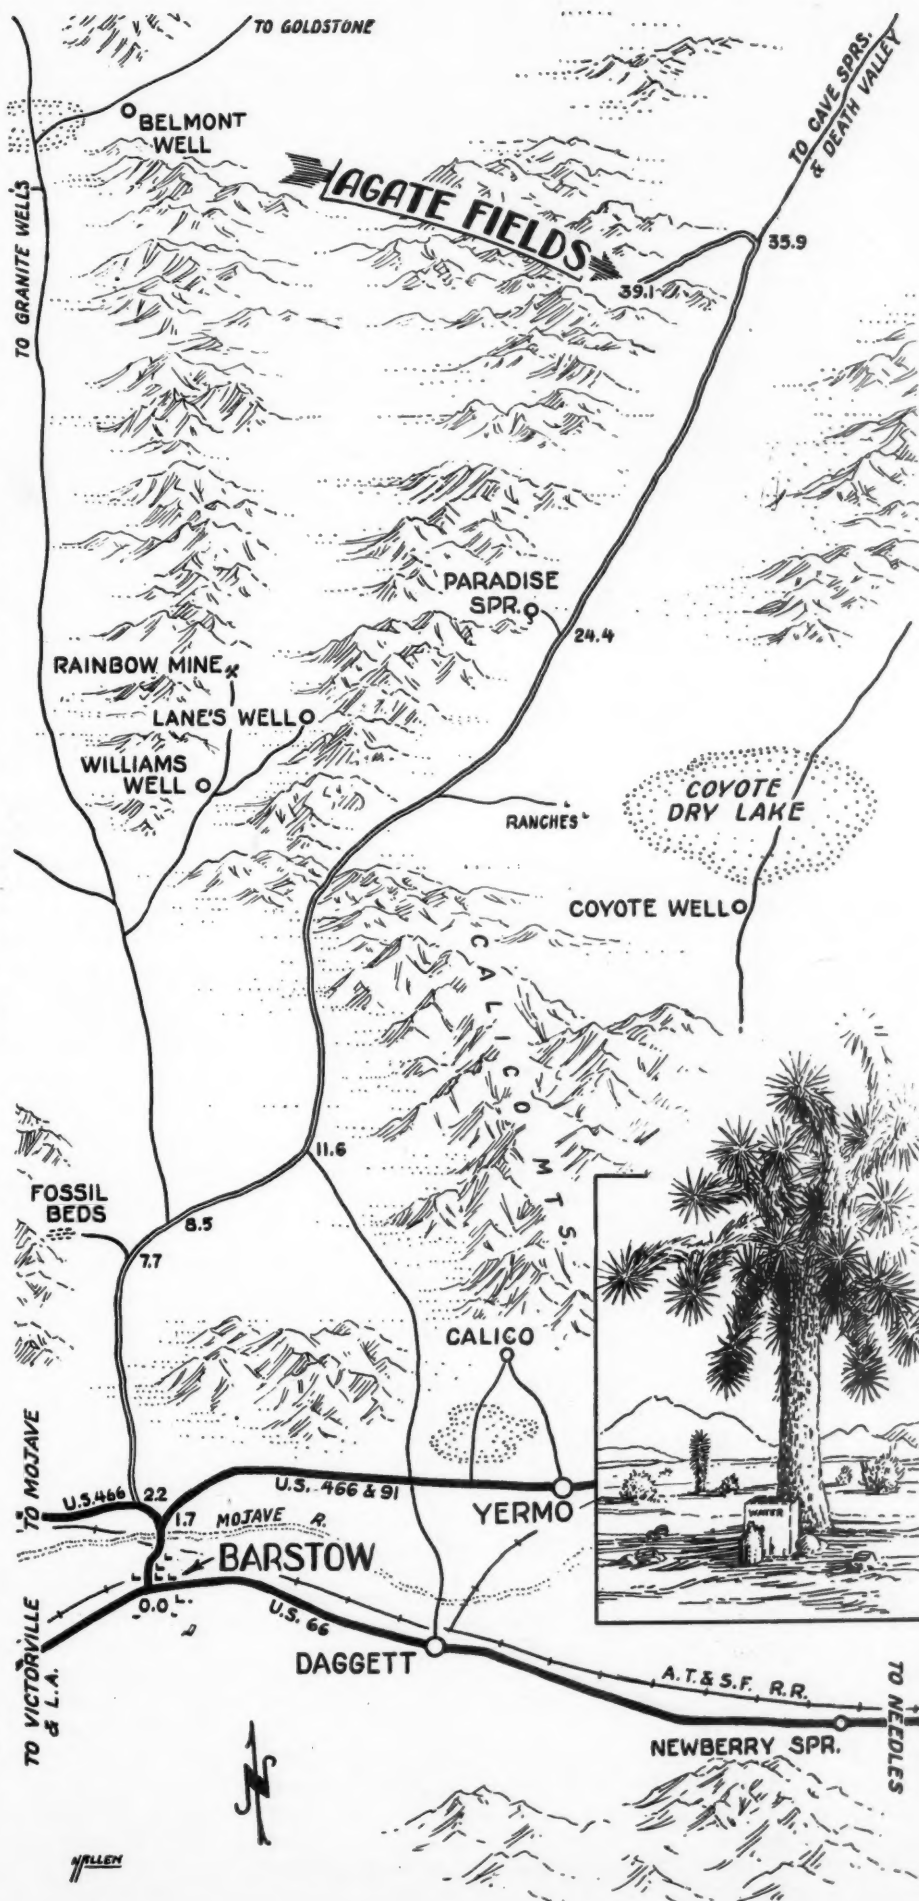 TO GOLDSTONE
TO CAVE SPRS.
& DEATH VALLEY
BELMONT
WELL
AGATE FIELDS
TO GRANITE WELLS
35.9
39.1
PARADISE
SPR.
24.4
RAINBOW MINE
LANE'S WELL
WILLIAMS
WELL
COYOTE
DRY LAKE
RANCHES
COYOTE WELL
CALICO MTS.
11.6
FOSSIL
BEDS
8.5
7.7
CALICO
TO MOJAVE
U.S.466
2.2
U.S. 466 & 91
YERMO
1.7
MOJAVE R.
WATER
BARSTOW
0.0
U.S. 66
TO VICTORVILLE
& L.A.
DAGGETT
A.T.& S.F. R.R.
TO NEEDLES
NEWBERRY SPR.
N
ALLEN